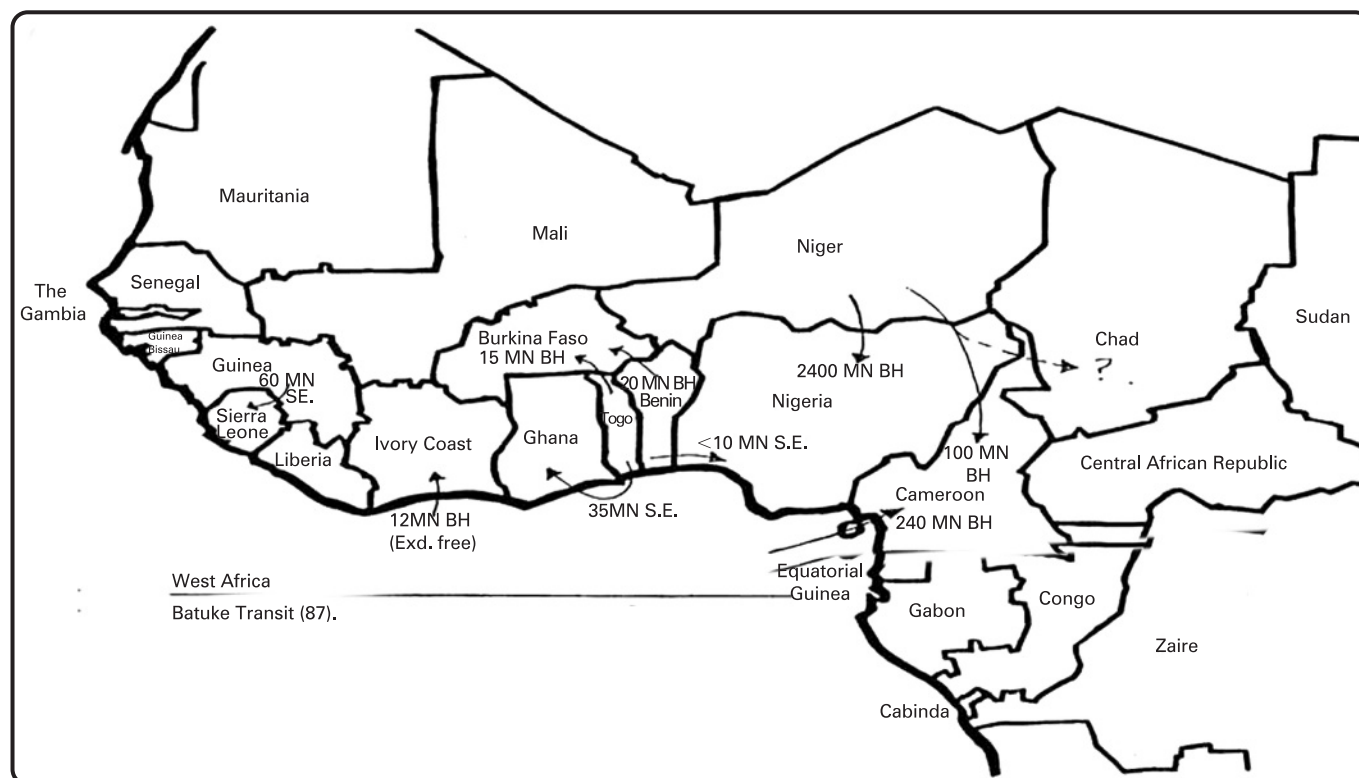 Mauritania
Mali
Niger
Chad
Sudan
Senegal
The
Gambia
Guinea
Bissau
Guinea
60 MN
SE.
Sierra
Leone
Liberia
Ivory Coast
12MN BH
(Exd. free)
Burkina Faso
15 MN BH
20 MN BH
Benin
Togo
Ghana
35MN S.E.
<10 MN S.E.
2400 MN BH
Nigeria
?
100 MN
BH
Cameroon
240 MN BH
Central African Republic
Equatorial
Guinea
Gabon
Congo
Zaire
Cabinda
West Africa
Batuke Transit (87).